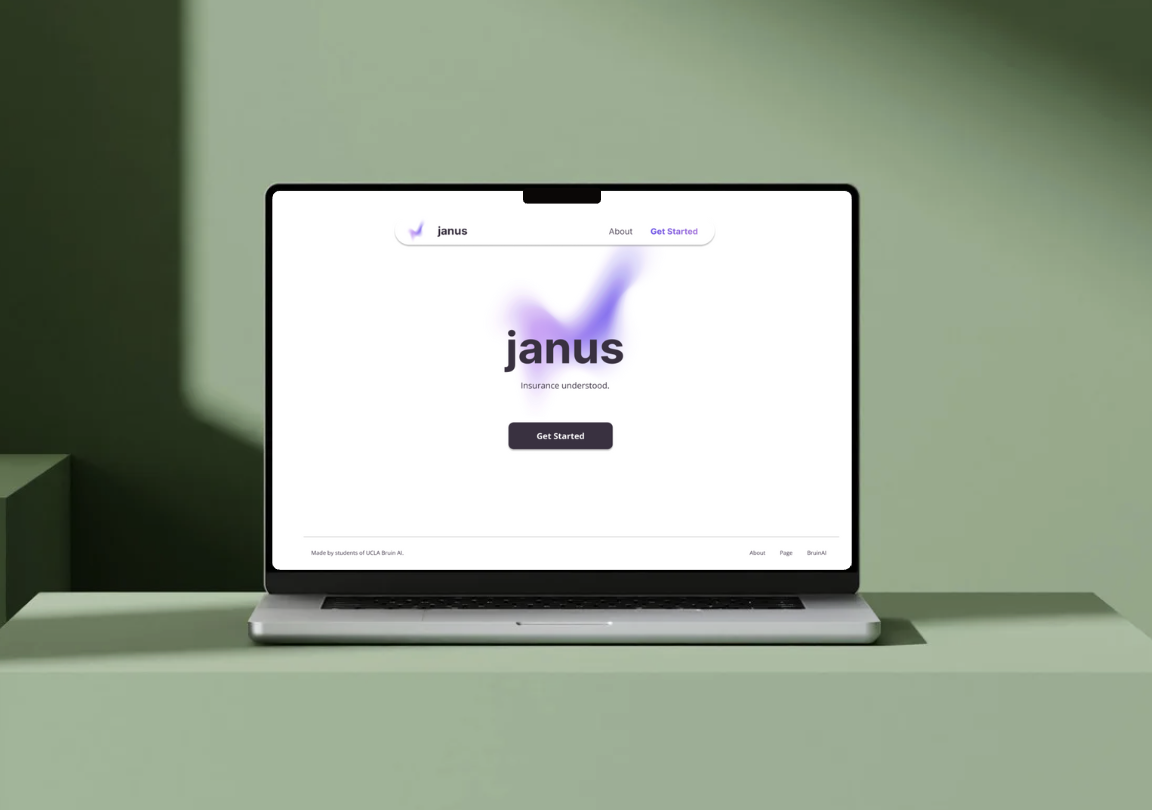 janus About Get Started
janus
Insurance understood.
Get Started
Made by students of UCLA Bruin AI. About Page BruinAI